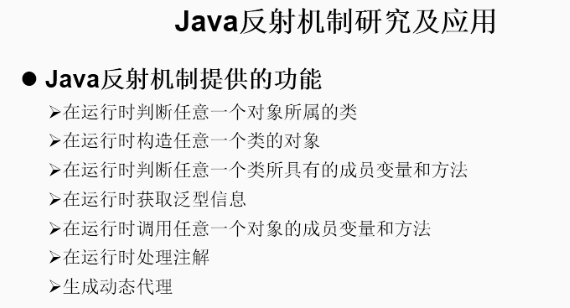 Java反射机制研究及应用
● Java反射机制提供的功能
➢在运行时判断任意一个对象所属的类
➢在运行时构造任意一个类的对象
➢在运行时判断任意一个类所具有的成员变量和方法
➢在运行时获取泛型信息
➢在运行时调用任意一个对象的成员变量和方法
➢在运行时处理注解
➢生成动态代理